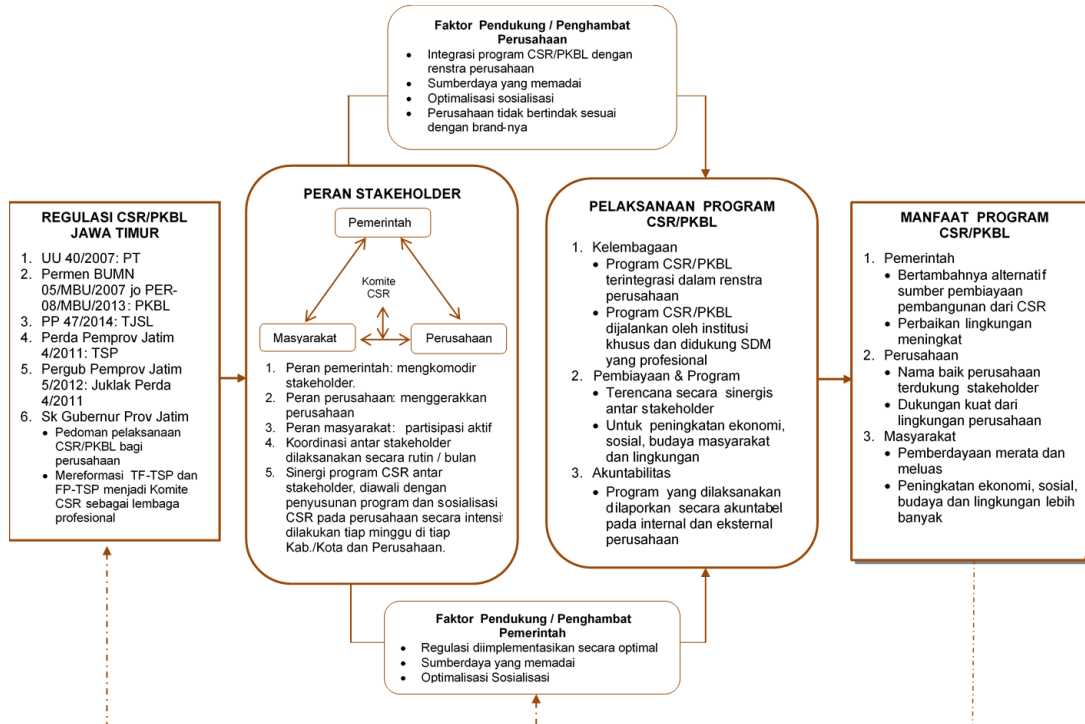 Faktor Pendukung / Penghambat
Perusahaan
• Integrasi program CSR/PKBL dengan
renstra perusahaan
• Sumberdaya yang memadai
• Optimalisasi sosialisasi
• Perusahaan tidak bertindak sesuai
dengan brand-nya
REGULASI CSR/PKBL
JAWA TIMUR
1. UU 40/2007: PT
2. Permen BUMN
05/MBU/2007 jo PER-
08/MBU/2013: PKBL
3. PP 47/2014: TJSL
4. Perda Pemprov Jatim
4/2011: TSP
5. Pergub Pemprov Jatim
5/2012: Juklak Perda
4/2011
6. Sk Gubernur Prov Jatim
• Pedoman pelaksanaan
CSR/PKBL bagi
perusahaan
• Mereformasi TF-TSP dan
FP-TSP menjadi Komite
CSR sebagai lembaga
profesional
PERAN STAKEHOLDER
Pemerintah
Komite
CSR
Masyarakat
Perusahaan
1. Peran pemerintah: mengkomodir
stakeholder.
2. Peran perusahaan: menggerakkan
perusahaan
3. Peran masyarakat: partisipasi aktif
4. Koordinasi antar stakeholder
dilaksanakan secara rutin / bulan
5. Sinergi program CSR antar
stakeholder, diawali dengan
penyusunan program dan sosialisasi
CSR pada perusahaan secara intensi
dilakukan tiap minggu di tiap
Kab./Kota dan Perusahaan.
PELAKSANAAN PROGRAM
CSR/PKBL
1. Kelembagaan
• Program CSR/PKBL
terintegrasi dalam renstra
perusahaan
• Program CSR/PKBL
dijalankan oleh institusi
khusus dan didukung SDM
yang profesional
2. Pembiayaan & Program
• Terencana secara sinergis
antar stakeholder
• Untuk peningkatan ekonomi,
sosial, budaya masyarakat
dan lingkungan
3. Akuntabilitas
• Program yang dilaksanakan
dilaporkan secara akuntabel
pada internal dan eksternal
perusahaan
MANFAAT PROGRAM
CSR/PKBL
1. Pemerintah
• Bertambahnya alternatif
sumber pembiayaan
pembangunan dari CSR
• Perbaikan lingkungan
meningkat
2. Perusahaan
• Nama baik perusahaan
terdukung stakeholder
• Dukungan kuat dari
lingkungan perusahaan
3. Masyarakat
• Pemberdayaan merata dan
meluas
• Peningkatan ekonomi, sosial,
budaya dan lingkungan lebih
banyak
Faktor Pendukung / Penghambat
Pemerintah
• Regulasi diimplementasikan secara optimal
• Sumberdaya yang memadai
• Optimalisasi Sosialisasi